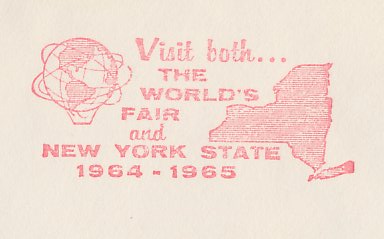 Visit both...
THE
WORLD'S
FAIR
and
NEW YORK STATE
1964 - 1965